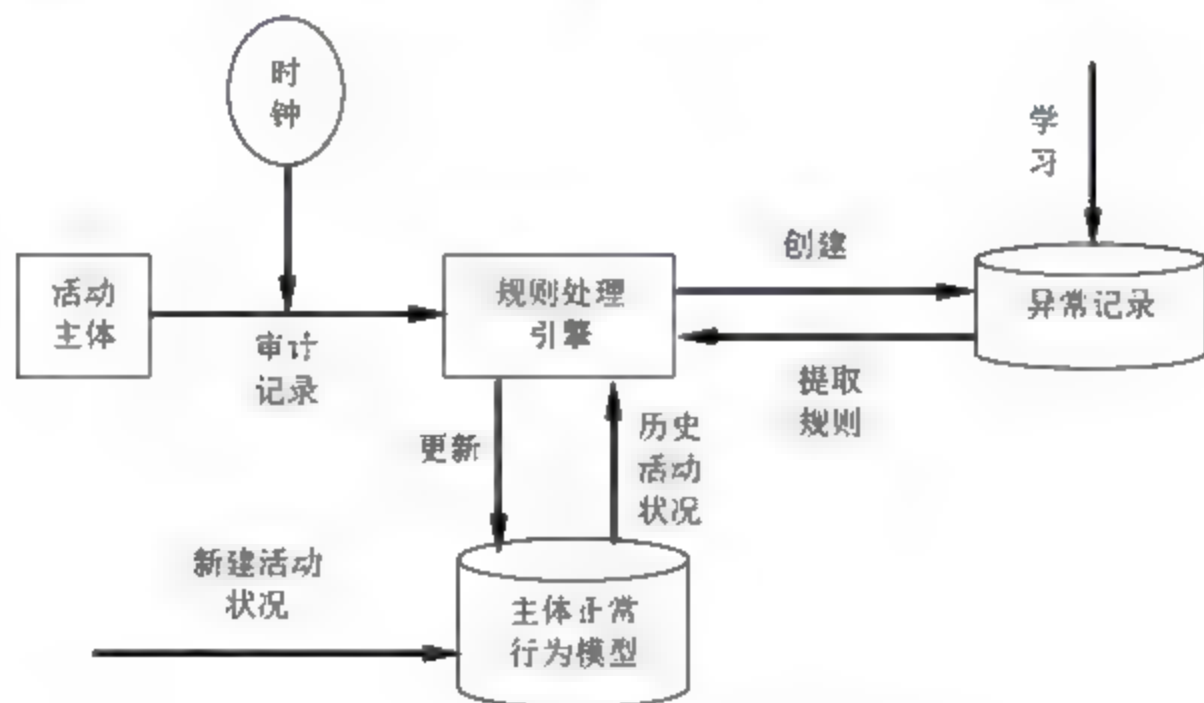 时
钟
学
习
活动
主体
审计
记录
规则处理
引擎
创建
异常记录
提取
规则
更新
历史
活动
状况
新建活动
状况
主体正常
行为模型